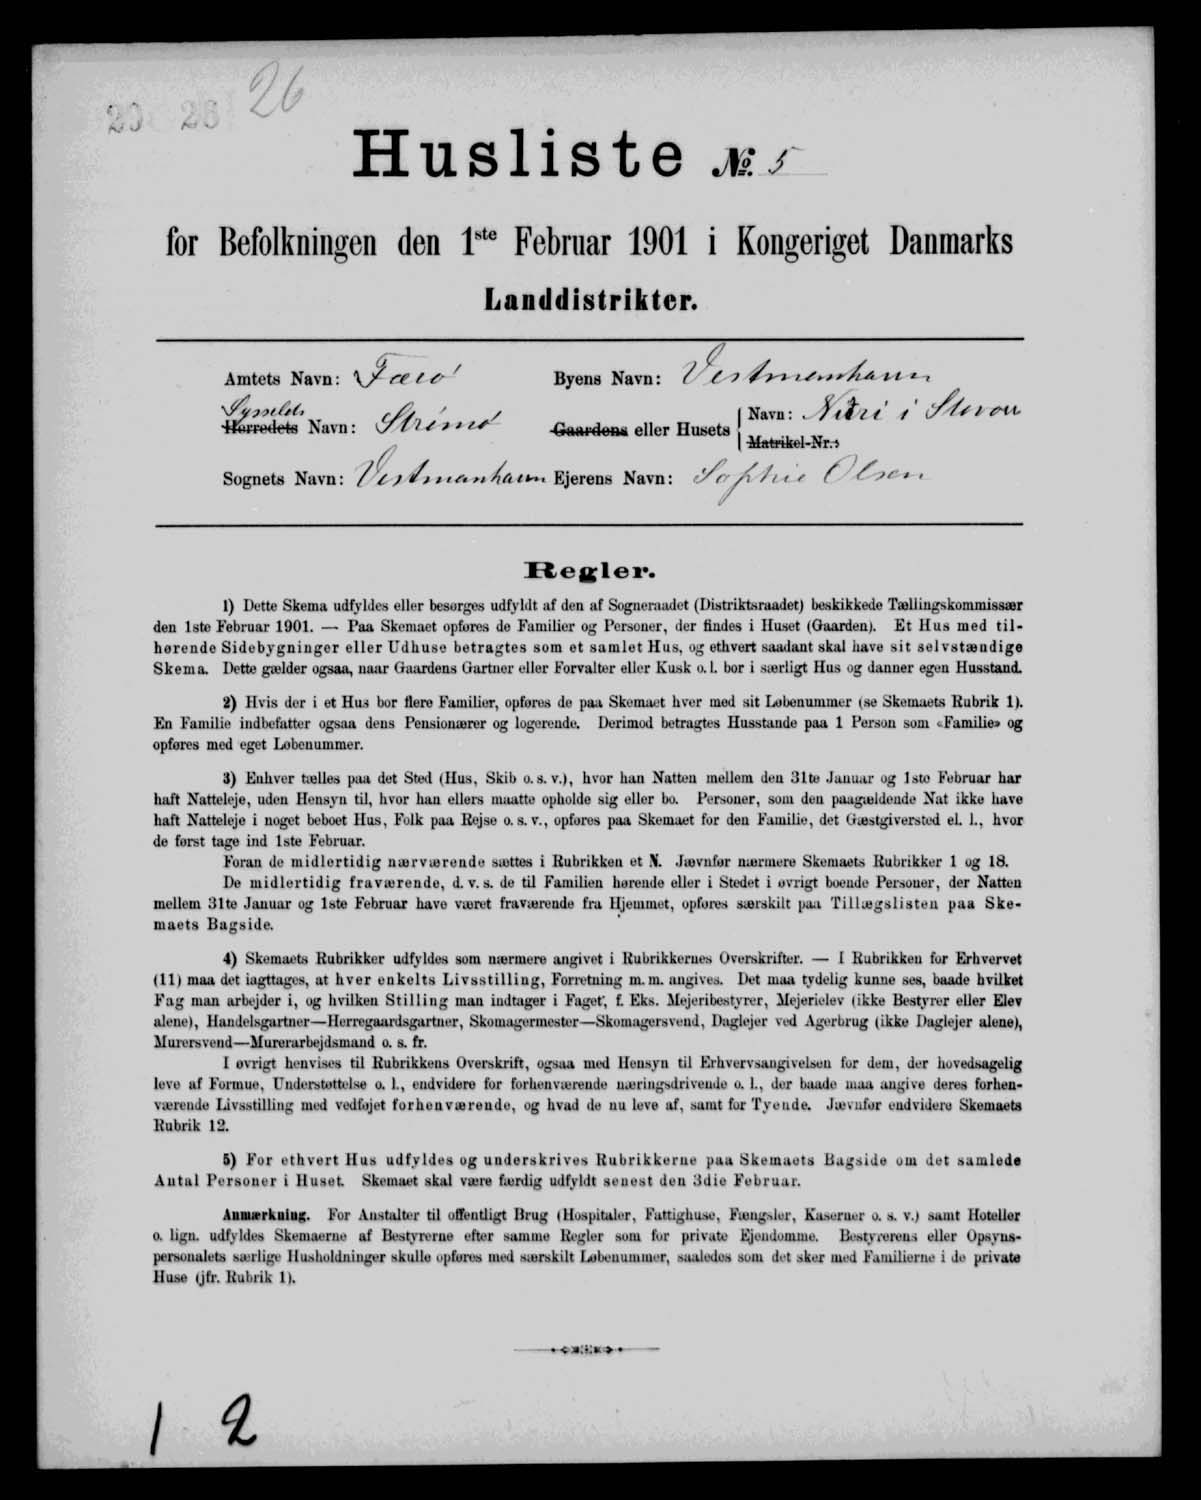 26
20 26
Husliste № 5
for Befolkningen den 1ste Februar 1901 i Kongeriget Danmarks
Landdistrikter.
Amtets Navn: Færø Byens Navn: Vestmanhavn
Syssels
Herredets Navn: Strømø Gaardens eller Husets Navn: i Stovou
Matrikel-Nr.:
Sognets Navn: Vestmanhavn Ejerens Navn: Sophie Olsen
Regler.
1) Dette Skema udfyldes eller besørges udfyldt af den af Sogneraadet (Distriktsraadet) beskikkede Tællingskommissær
den 1ste Februar 1901. — Paa Skemaet opføres de Familier og Personer, der findes i Huset (Gaarden). Et Hus med til-
hørende Sidebygninger eller Udhuse betragtes som et samlet Hus, og ethvert saadant skal have sit selvstændige
Skema. Dette gælder ogsaa, naar Gaardens Gartner eller Forvalter eller Kusk o. l. bor i særligt Hus og danner egen Husstand.
2) Hvis der i et Hus bor flere Familier, opføres de paa Skemaet hver med sit Løbenummer (se Skemaets Rubrik 1).
En Familie indbefatter ogsaa dens Pensionærer og logerende. Derimod betragtes Husstande paa 1 Person som «Familie» og
opføres med eget Løbenummer.
3) Enhver tælles paa det Sted (Hus, Skib o. s. v.), hvor han Natten mellem den 31te Januar og 1ste Februar har
haft Natteleje, uden Hensyn til, hvor han ellers maatte opholde sig eller bo. Personer, som den paagældende Nat ikke have
haft Natteleje i noget beboet Hus, Folk paa Rejse o. s. v., opføres paa Skemaet for den Familie, det Gæstgiversted el. l., hvor
de først tage ind 1ste Februar.
Foran de midlertidig nærværende sættes i Rubrikken et N. Jævnfør nærmere Skemaets Rubrikker 1 og 18.
De midlertidig fraværende, d. v. s. de til Familien hørende eller i Stedet i øvrigt boende Personer, der Natten
mellem 31te Januar og 1ste Februar have været fraværende fra Hjemmet, opføres særskilt paa Tillægslisten paa Ske-
maets Bagside.
4) Skemaets Rubrikker udfyldes som nærmere angivet i Rubrikkernes Overskrifter. — I Rubrikken for Erhvervet
(11) maa det iagttages, at hver enkelts Livsstilling, Forretning m. m. angives. Det maa tydelig kunne ses, baade hvilket
Fag man arbejder i, og hvilken Stilling man indtager i Faget, f. Eks. Mejeribestyrer, Mejerielev (ikke Bestyrer eller Elev
alene), Handelsgartner—Herregaardsgartner, Skomagermester—Skomagersvend, Daglejer ved Agerbrug (ikke Daglejer alene),
Murersvend—Murerarbejdsmand o. s. fr.
I øvrigt henvises til Rubrikkens Overskrift, ogsaa med Hensyn til Erhvervsangivelsen for dem, der hovedsagelig
leve af Formue, Understøttelse o. l., endvidere for forhenværende næringsdrivende o. l., der baade maa angive deres forhen-
værende Livsstilling med vedføjet forhenværende, og hvad de nu leve af, samt for Tyende. Jævnfør endvidere Skemaets
Rubrik 12.
5) For ethvert Hus udfyldes og underskrives Rubrikkerne paa Skemaets Bagside om det samlede
Antal Personer i Huset. Skemaet skal være færdig udfyldt senest den 3die Februar.
Anmærkning. For Anstalter til offentligt Brug (Hospitaler, Fattighuse, Fængsler, Kaserner o. s. v.) samt Hoteller
o. lign. udfyldes Skemaerne af Bestyrerne efter samme Regler som for private Ejendomme. Bestyrerens eller Opsyns-
personalets særlige Husholdninger skulle opføres med særskilt Løbenummer, saaledes som det sker med Familierne i de private
Huse (jfr. Rubrik 1).
1 2